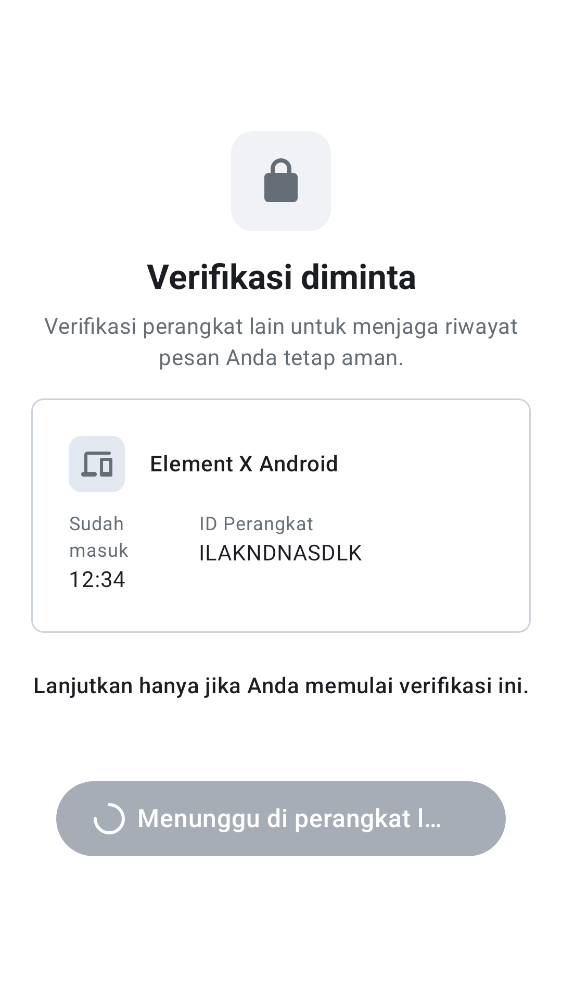 Verifikasi diminta
Verifikasi perangkat lain untuk menjaga riwayat
pesan Anda tetap aman.
Element X Android
Sudah
masuk
12:34
ID Perangkat
ILAKNDNASDLK
Lanjutkan hanya jika Anda memulai verifikasi ini.
Menunggu di perangkat l…